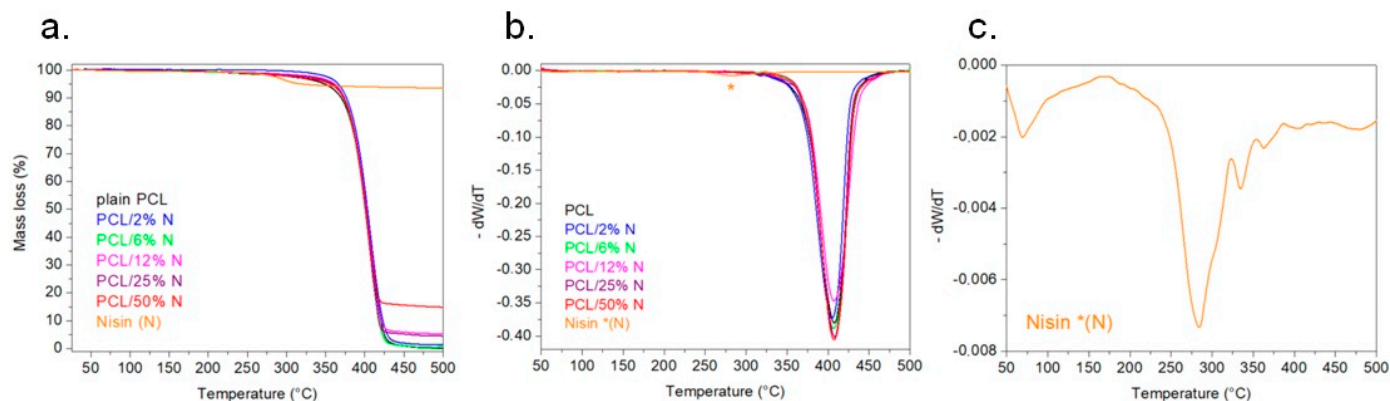 a.
100
90
80
70
60
50
40
30
20
10
0
Mass loss (%)
plain PCL
PCL/2% N
PCL/6% N
PCL/12% N
PCL/25% N
PCL/50% N
Nisin (N)
50 100 150 200 250 300 350 400 450 500
Temperature (°C)
b.
0.00
-0.05
-0.10
-0.15
-0.20
-0.25
-0.30
-0.35
-0.40
- dW/dT
*
PCL
PCL/2% N
PCL/6% N
PCL/12% N
PCL/25% N
PCL/50% N
Nisin *(N)
50 100 150 200 250 300 350 400 450 500
Temperature (°C)
c.
0.000
-0.002
-0.004
-0.006
-0.008
- dW/dT
Nisin *(N)
50 100 150 200 250 300 350 400 450 500
Temperature (°C)